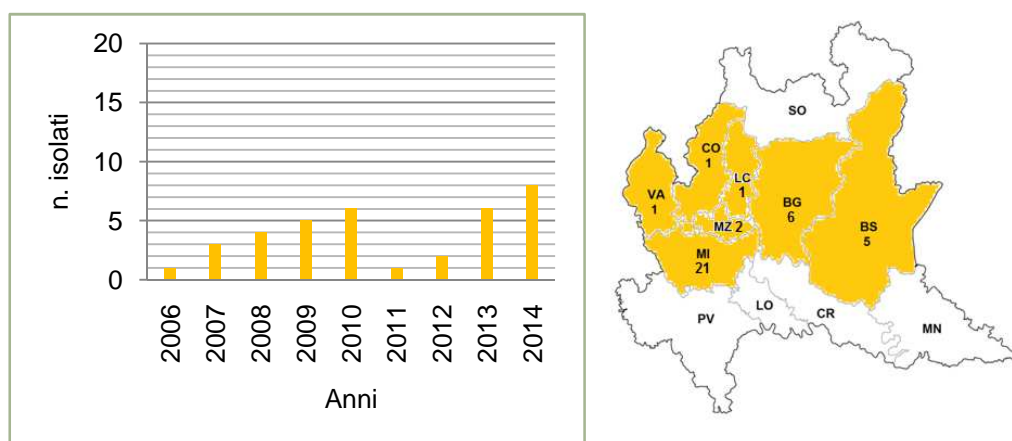 20
15
10
5
0
n. isolati
2006
2007
2008
2009
2010
2011
2012
2013
2014
Anni
SO
CO
1
LC
1
VA
1
BG
6
MZ 2
BS
5
MI
21
LO
CR
PV
MN